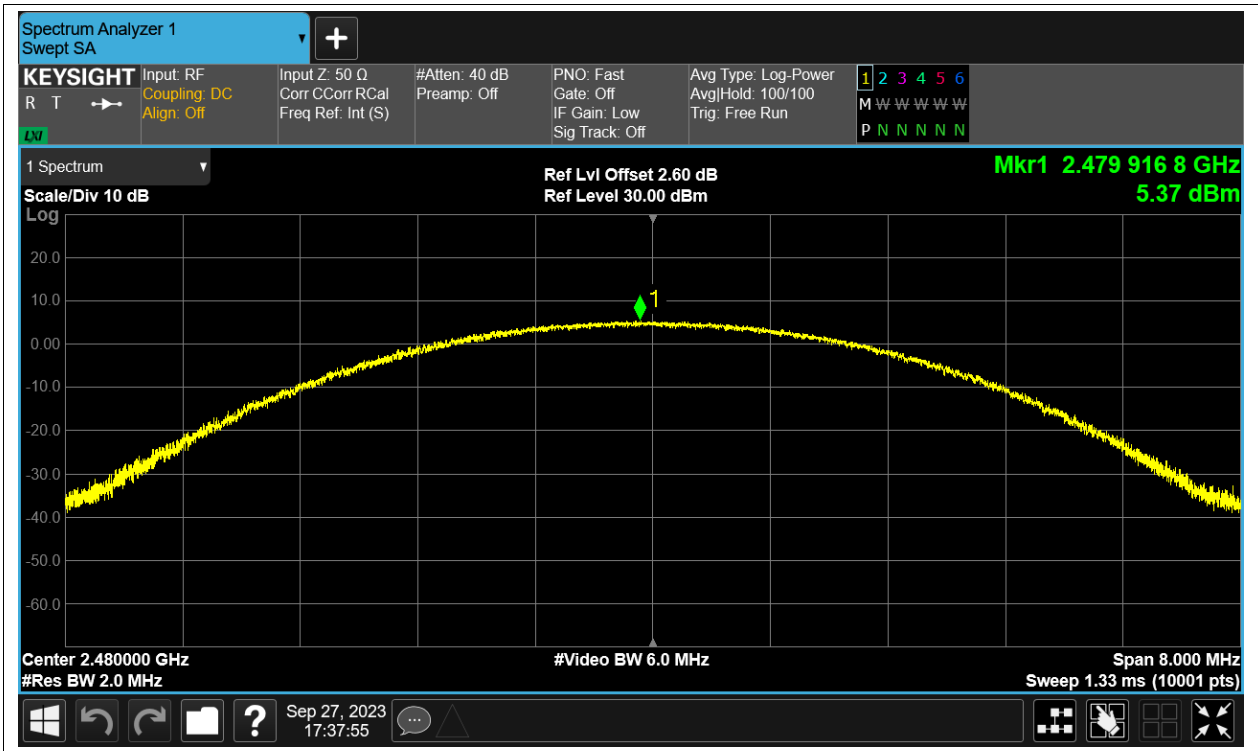 Spectrum Analyzer 1
Swept SA
KEYSIGHT
R T
LXI
Input: RF
Coupling: DC
Align: Off
Input Z: 50 Ω
Corr CCorr RCal
Freq Ref: Int (S)
#Atten: 40 dB
Preamp: Off
PNO: Fast
Gate: Off
IF Gain: Low
Sig Track: Off
Avg Type: Log-Power
Avg|Hold: 100/100
Trig: Free Run
1 2 3 4 5 6
M W W W W W
P N N N N N
1 Spectrum
Scale/Div 10 dB
Log
Ref Lvl Offset 2.60 dB
Ref Level 30.00 dBm
Mkr1 2.479 916 8 GHz
5.37 dBm
20.0
10.0
1
0.00
-10.0
-20.0
-30.0
-40.0
-50.0
-60.0
Center 2.480000 GHz
#Video BW 6.0 MHz
Span 8.000 MHz
#Res BW 2.0 MHz
Sweep 1.33 ms (10001 pts)
?
Sep 27, 2023
17:37:55